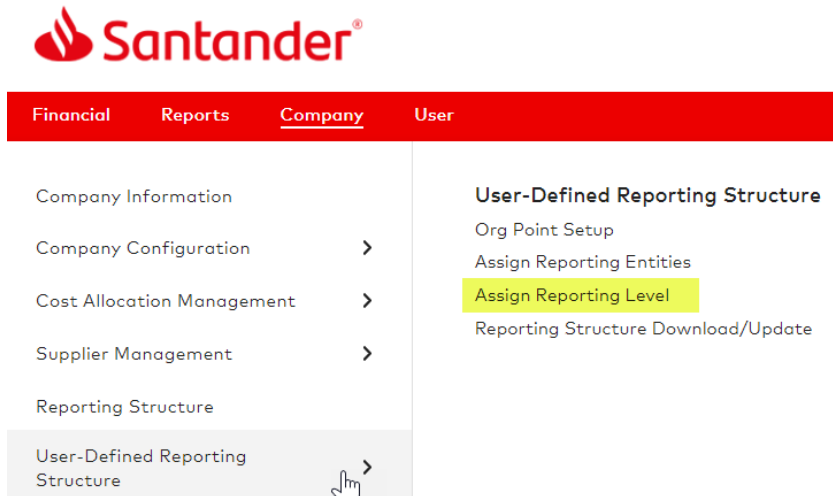 Santander®
Financial Reports Company User
Company Information
Company Configuration
Cost Allocation Management
Supplier Management
Reporting Structure
User-Defined Reporting
Structure
User-Defined Reporting Structure
Org Point Setup
Assign Reporting Entities
Assign Reporting Level
Reporting Structure Download/Update